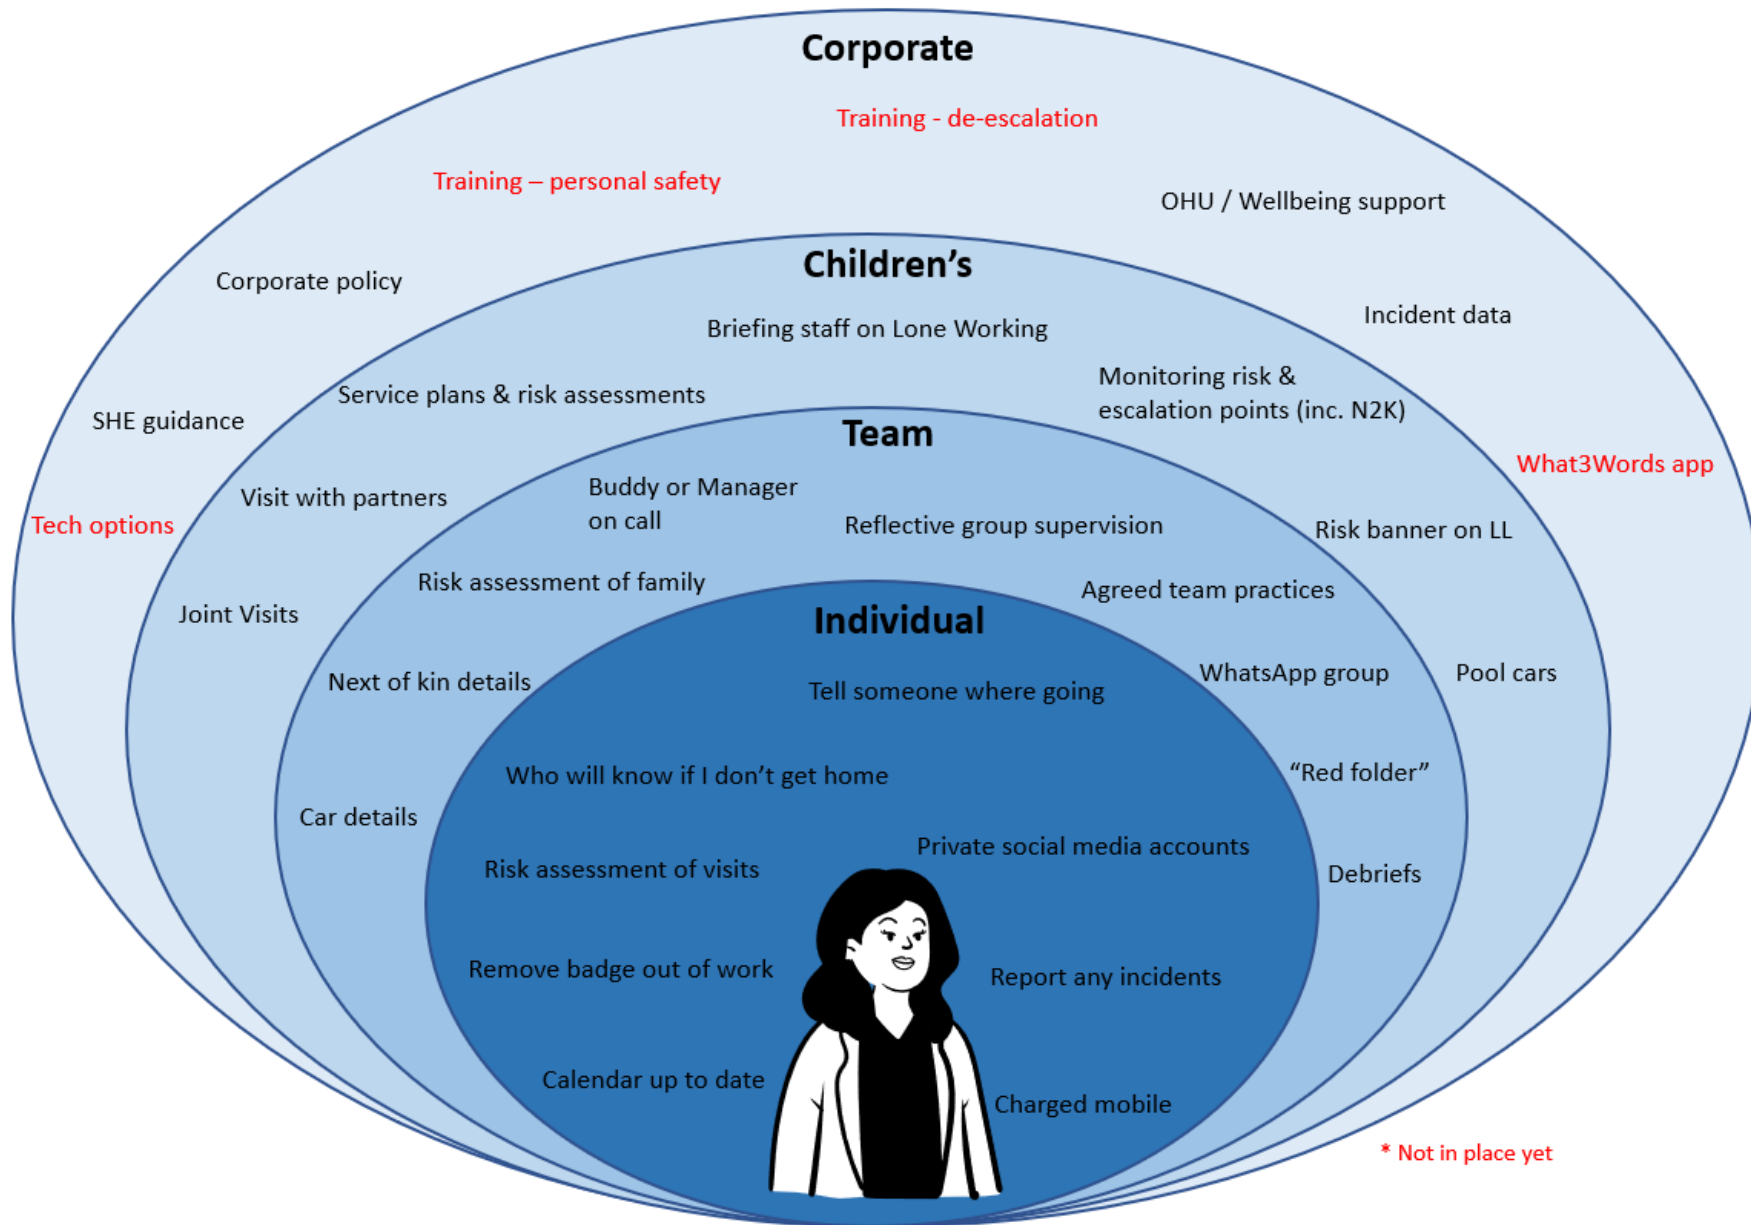 Corporate
Training - de-escalation
Training – personal safety
OHU / Wellbeing support
Corporate policy
Incident data
SHE guidance
What3Words app
Tech options
Children’s
Briefing staff on Lone Working
Service plans & risk assessments
Monitoring risk &
escalation points (inc. N2K)
Visit with partners
Risk banner on LL
Joint Visits
Pool cars
Team
Buddy or Manager
on call
Reflective group supervision
Risk assessment of family
Agreed team practices
Next of kin details
WhatsApp group
“Red folder”
Car details
Debriefs
Individual
Tell someone where going
Who will know if I don’t get home
Private social media accounts
Risk assessment of visits
Remove badge out of work
Report any incidents
Calendar up to date
Charged mobile
* Not in place yet